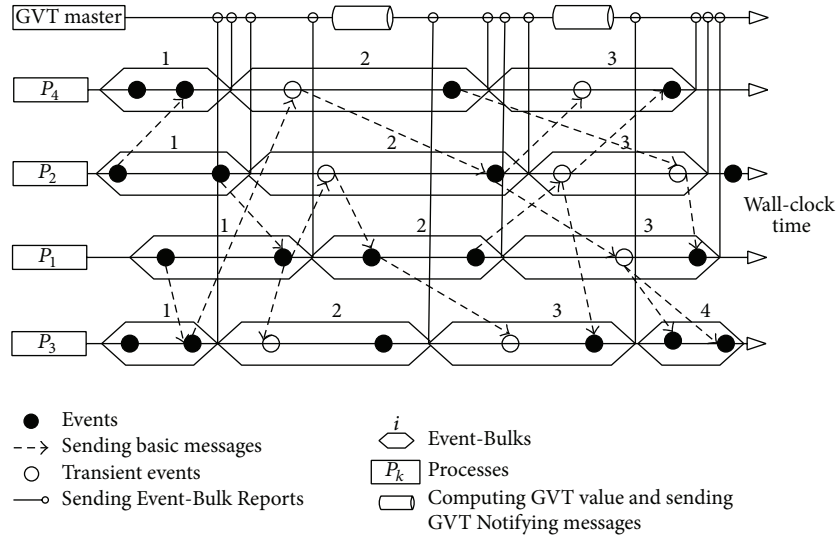 GVT master
1 2 3
P4
1 2 3
P2
Wall-clock
time
1 2 3
P1
1 2 3 4
P3
Events
Sending basic messages
Transient events
Sending Event-Bulk Reports
i
Event-Bulks
Pk Processes
Computing GVT value and sending
GVT Notifying messages